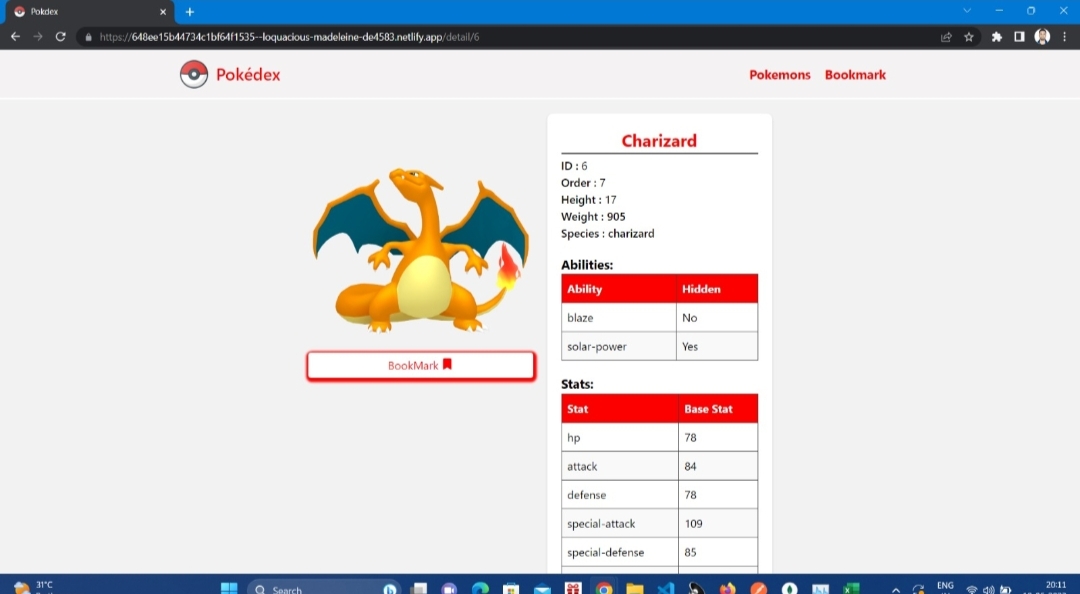 Pokdex
https://648ee15b44734c1bf64f1535--loquacious-madeleine-de4583.netlify.app/detail/6
Pokédex
Pokemons Bookmark
Charizard
ID : 6
Order : 7
Height : 17
Weight : 905
Species : charizard
Abilities:
Ability Hidden
blaze No
solar-power Yes
BookMark
Stats:
Stat Base Stat
hp 78
attack 84
defense 78
special-attack 109
special-defense 85
31°C
Search
ENG
20:11